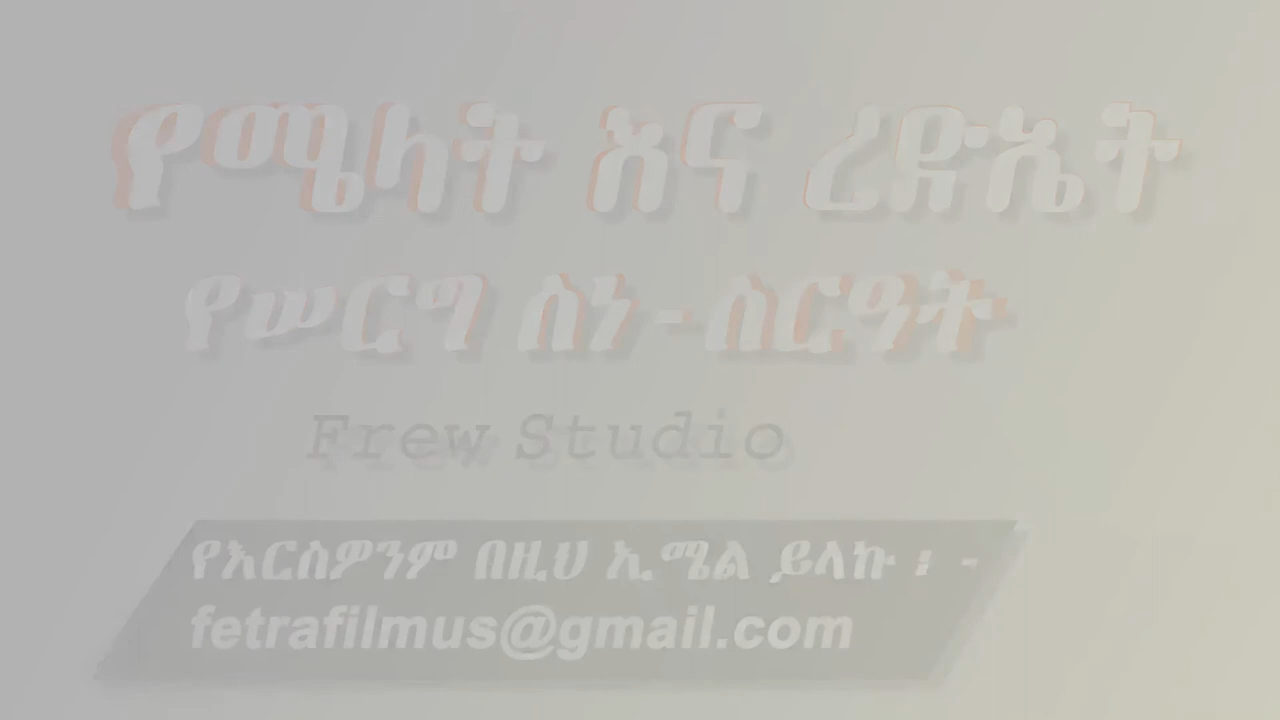 የሜላት እና ረድኤት
የሠርግ ስነ-ስርዓት
Frew Studio
የእርስዎንም በዚህ ኢሜል ይላኩ ፡ -
fetrafilmus@gmail.com